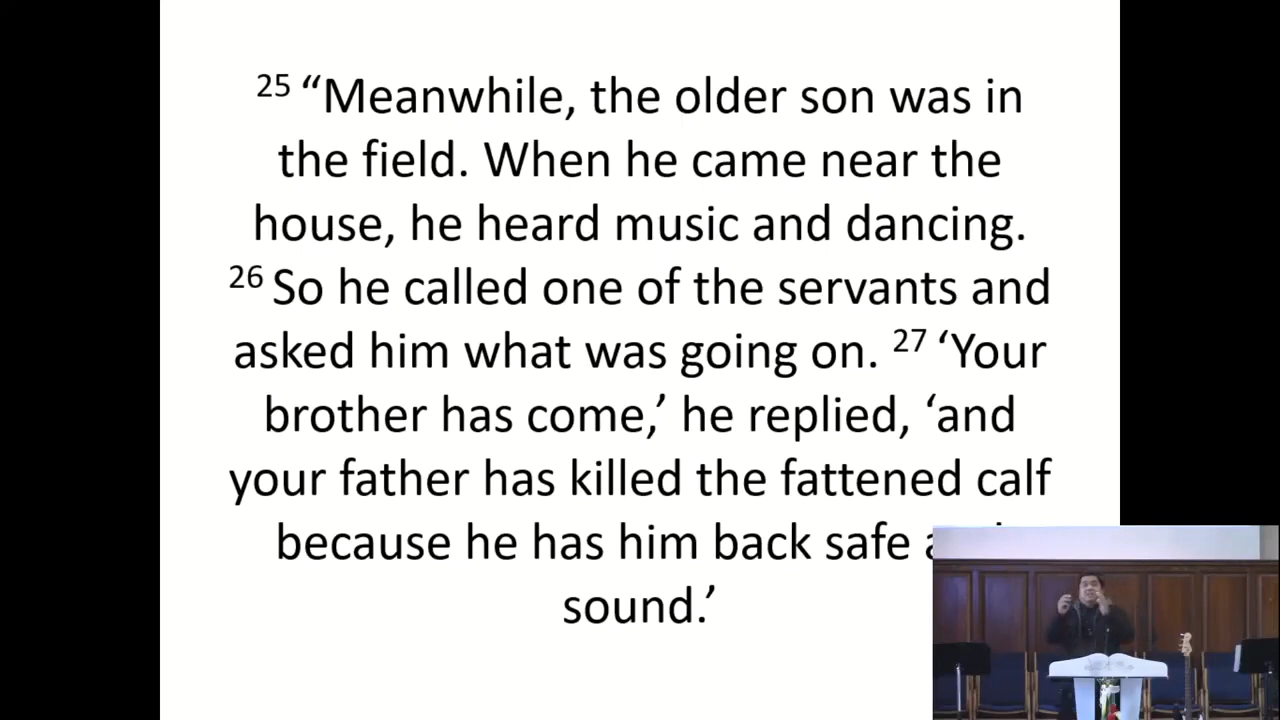 25 “Meanwhile, the older son was in
the field. When he came near the
house, he heard music and dancing.
26 So he called one of the servants and
asked him what was going on. 27 ‘Your
brother has come,’ he replied, ‘and
your father has killed the fattened calf
because he has him back safe
sound.’